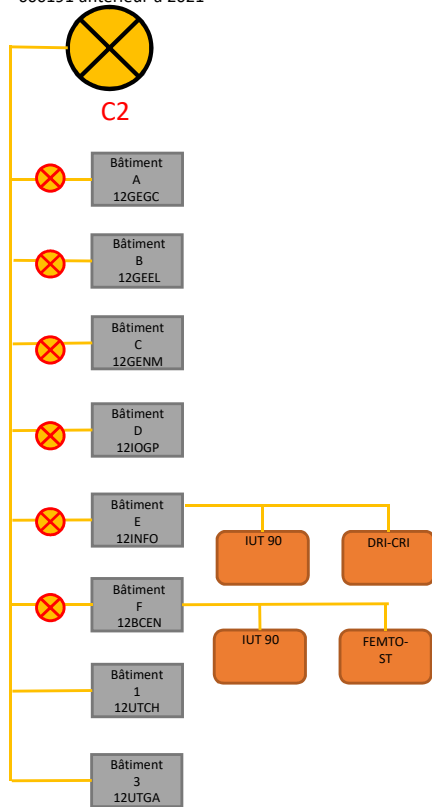 C2
Bâtiment
A
12GEGC
Bâtiment
B
12GEEL
Bâtiment
C
12GENM
Bâtiment
D
12IOGP
Bâtiment
E
12INFO
IUT 90
DRI-CRI
Bâtiment
F
12BCEN
IUT 90
FEMTO-
ST
Bâtiment
1
12UTCH
Bâtiment
3
12UTGA